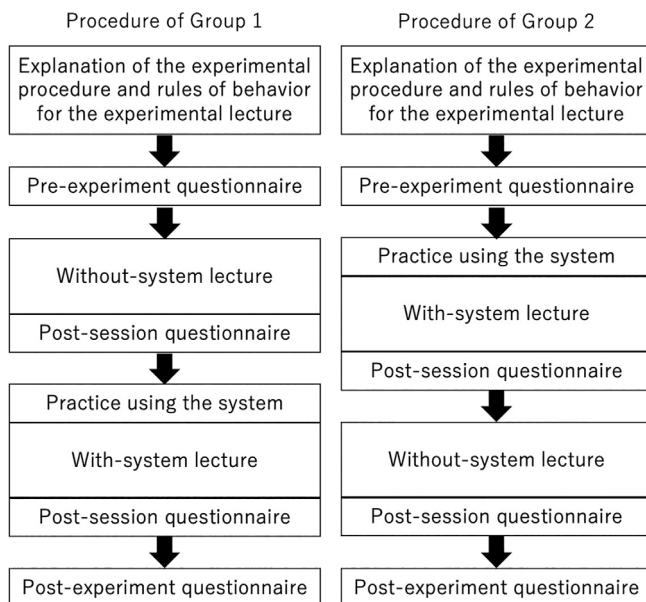 Procedure of Group 1
Explanation of the experimental
procedure and rules of behavior
for the experimental lecture
Pre-experiment questionnaire
Without-system lecture
Post-session questionnaire
Practice using the system
With-system lecture
Post-session questionnaire
Post-experiment questionnaire
Procedure of Group 2
Explanation of the experimental
procedure and rules of behavior
for the experimental lecture
Pre-experiment questionnaire
Practice using the system
With-system lecture
Post-session questionnaire
Without-system lecture
Post-session questionnaire
Post-experiment questionnaire